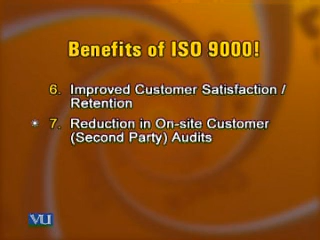 Benefits of ISO 9000!
6. Improved Customer Satisfaction /
Retention
* 7. Reduction in On-site Customer
(Second Party) Audits
VU